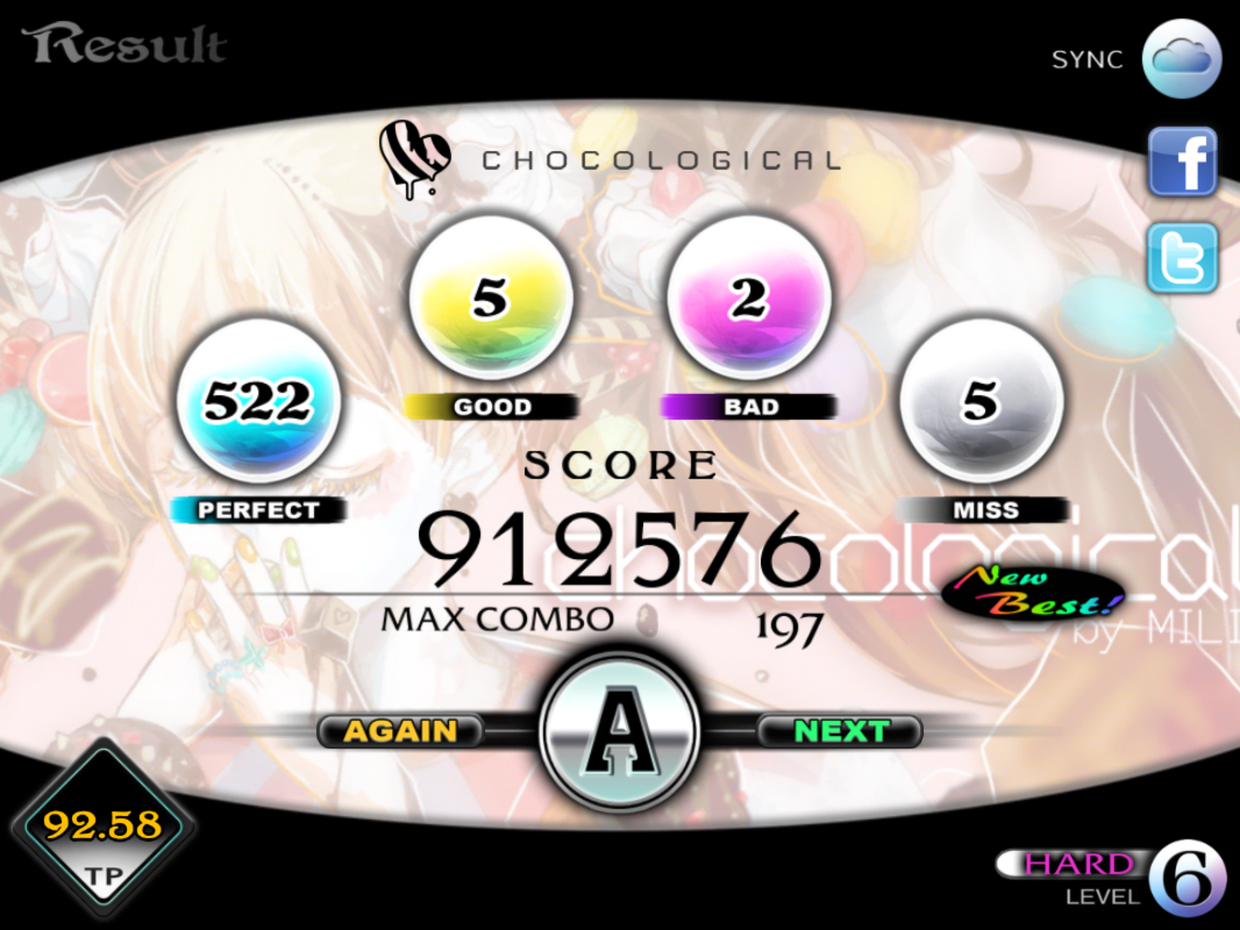 Result
SYNC
f
CHOCOLOGICAL
t
5
2
522
5
GOOD
BAD
SCORE
PERFECT
MISS
912576
chocological
New
Best!
MAX COMBO 197
by MILI
AGAIN
A
NEXT
92.58
TP
HARD
6
LEVEL